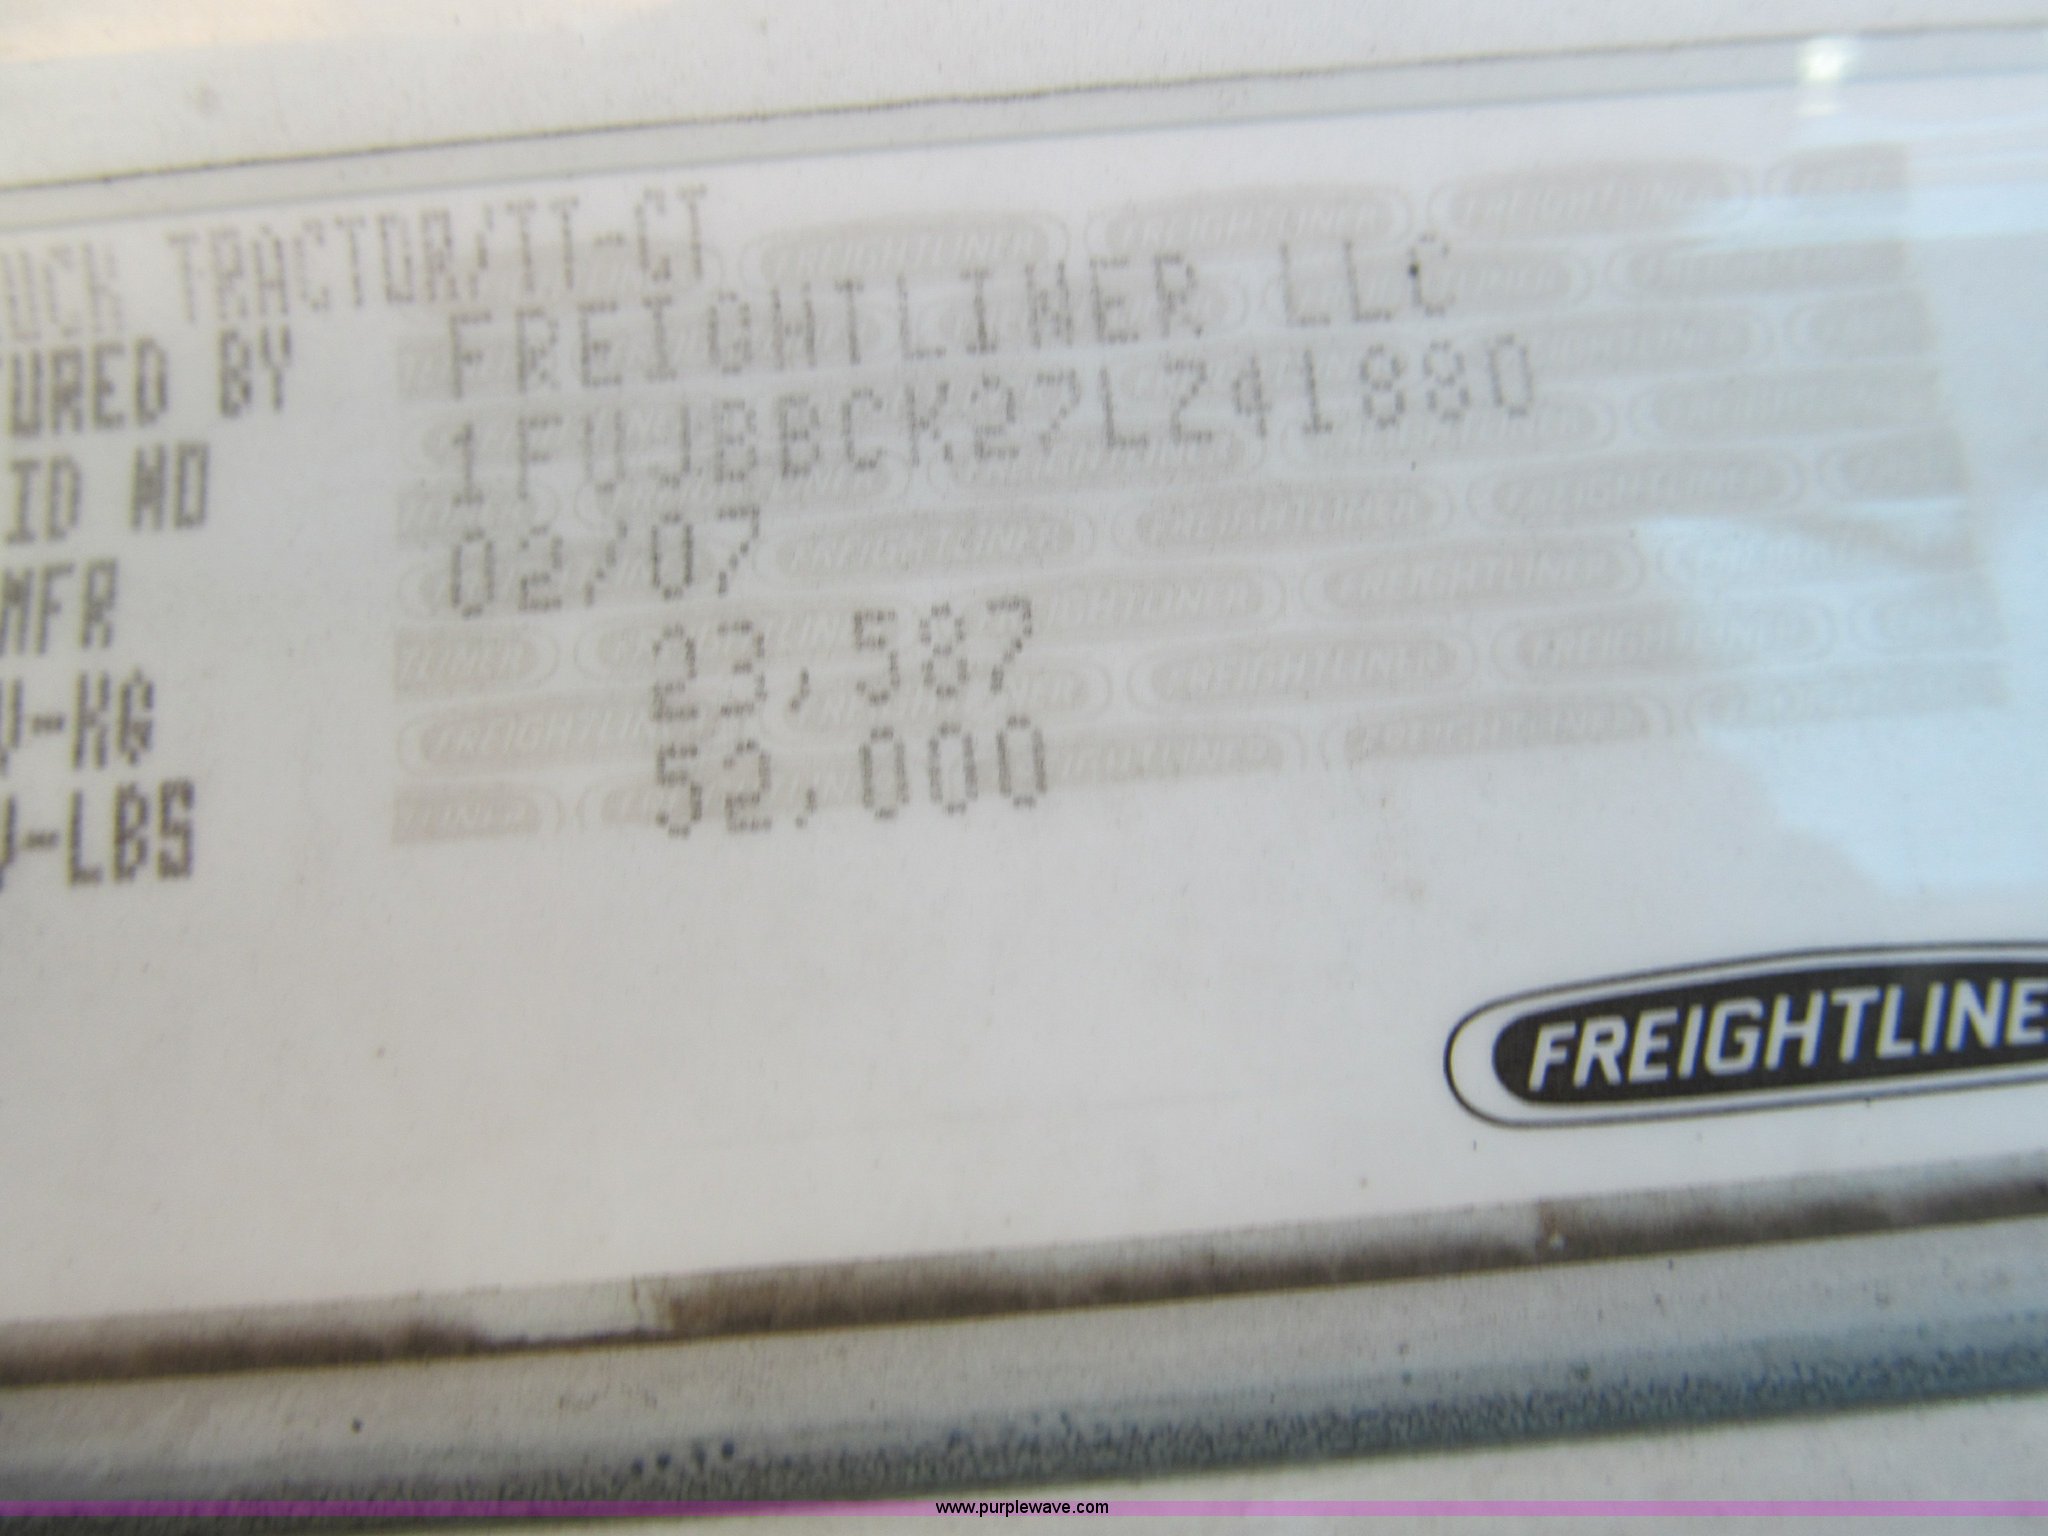 UCK TRACTOR/TT-CT
TURED BY FREIGHTLINER LLC
ID NO 1FUJBBCK27LZ41880
MFR 02/07
-KG 23,587
-LBS 52,000
FREIGHTLINE
www.purplewave.com